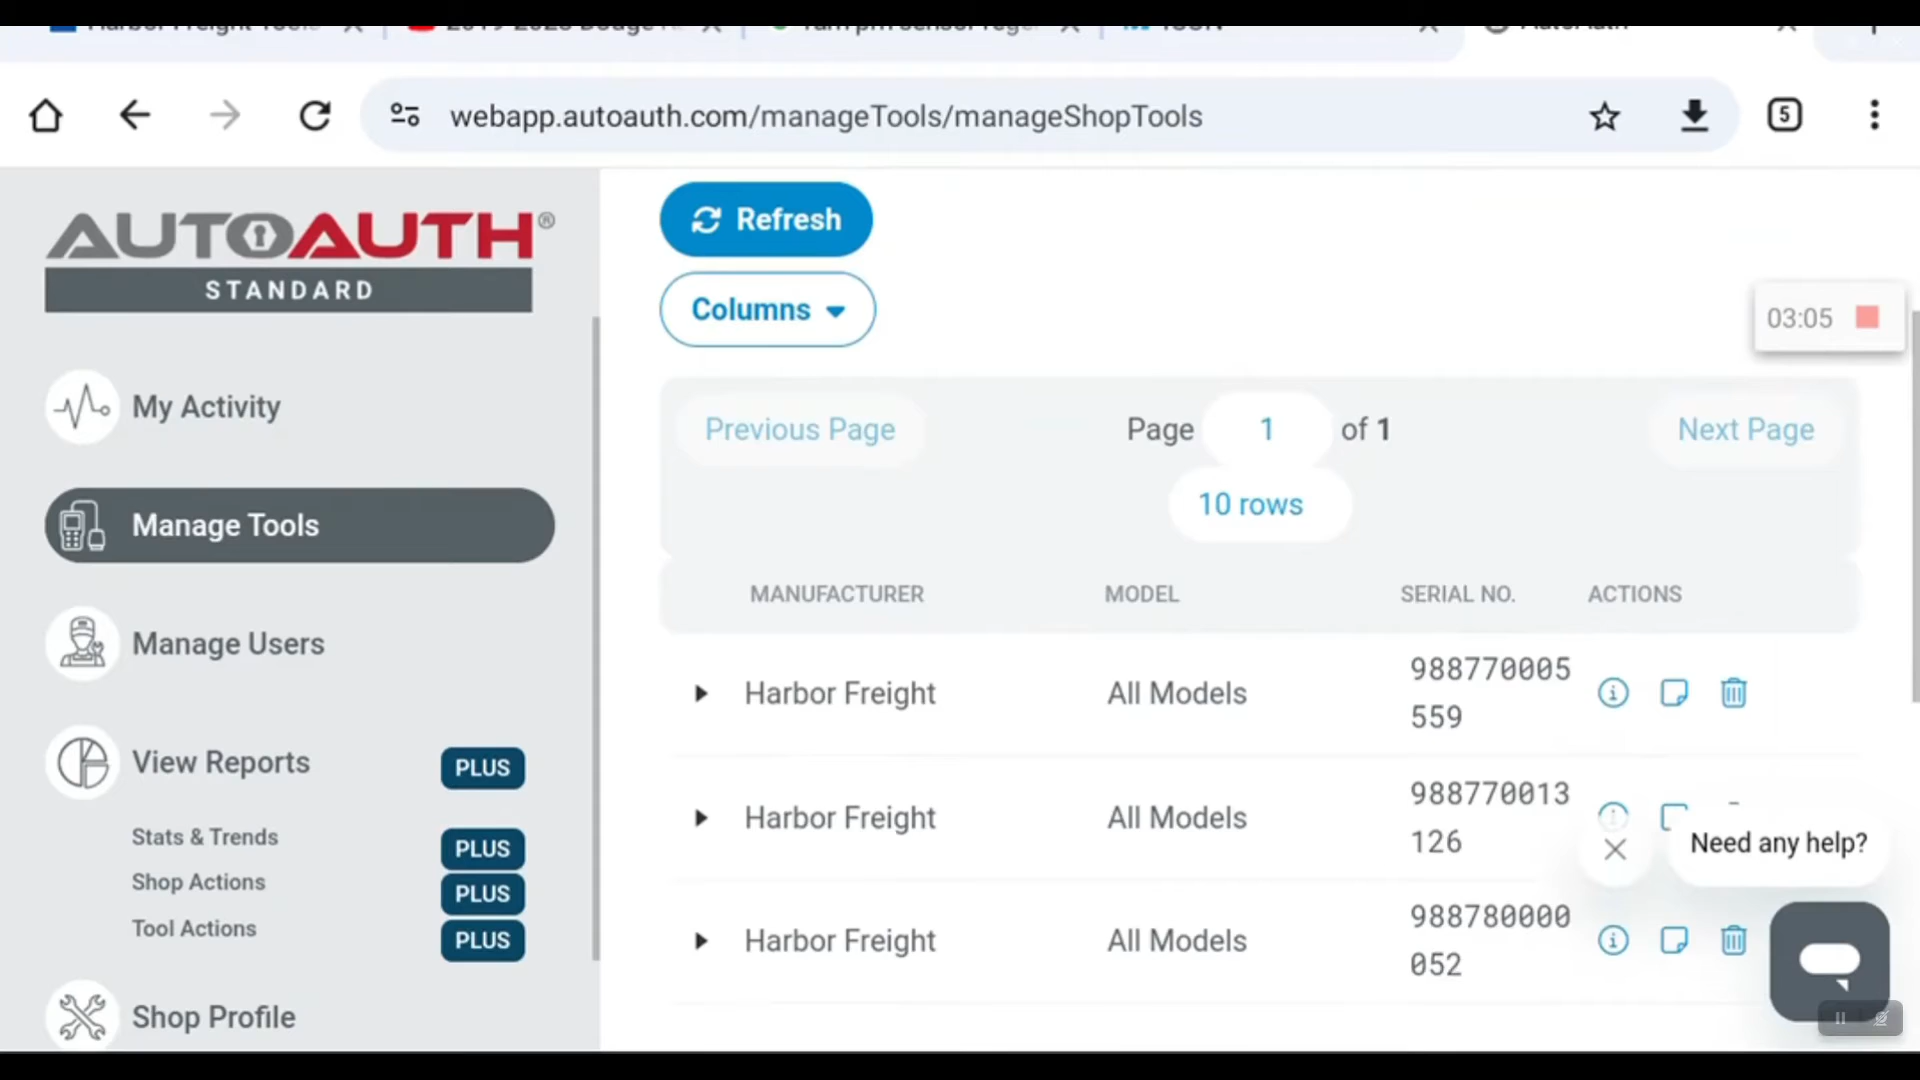 webapp.autoauth.com/manageTools/manageShopTools
AUTOAUTH®
STANDARD
My Activity
Manage Tools
Manage Users
View Reports PLUS
Stats & Trends PLUS
Shop Actions PLUS
Tool Actions PLUS
Shop Profile
Refresh
Columns
03:05
Previous Page Page 1 of 1 Next Page
10 rows
MANUFACTURER MODEL SERIAL NO. ACTIONS
Harbor Freight All Models 988770005
559
Harbor Freight All Models 988770013
126
Need any help?
Harbor Freight All Models 988780000
052
5